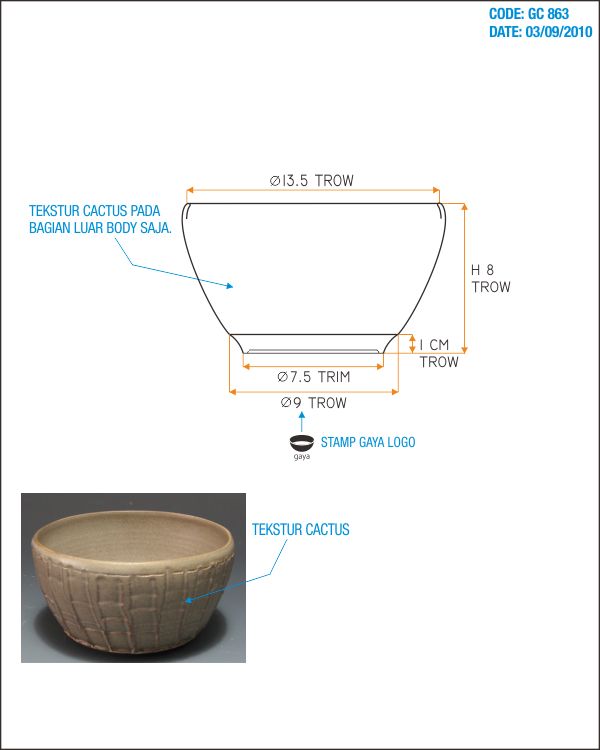 CODE: GC 863
DATE: 03/09/2010
Ø13.5 TROW
TEKSTUR CACTUS PADA
BAGIAN LUAR BODY SAJA.
H 8
TROW
1 CM
TROW
Ø7.5 TRIM
Ø9 TROW
STAMP GAYA LOGO
gaya
TEKSTUR CACTUS